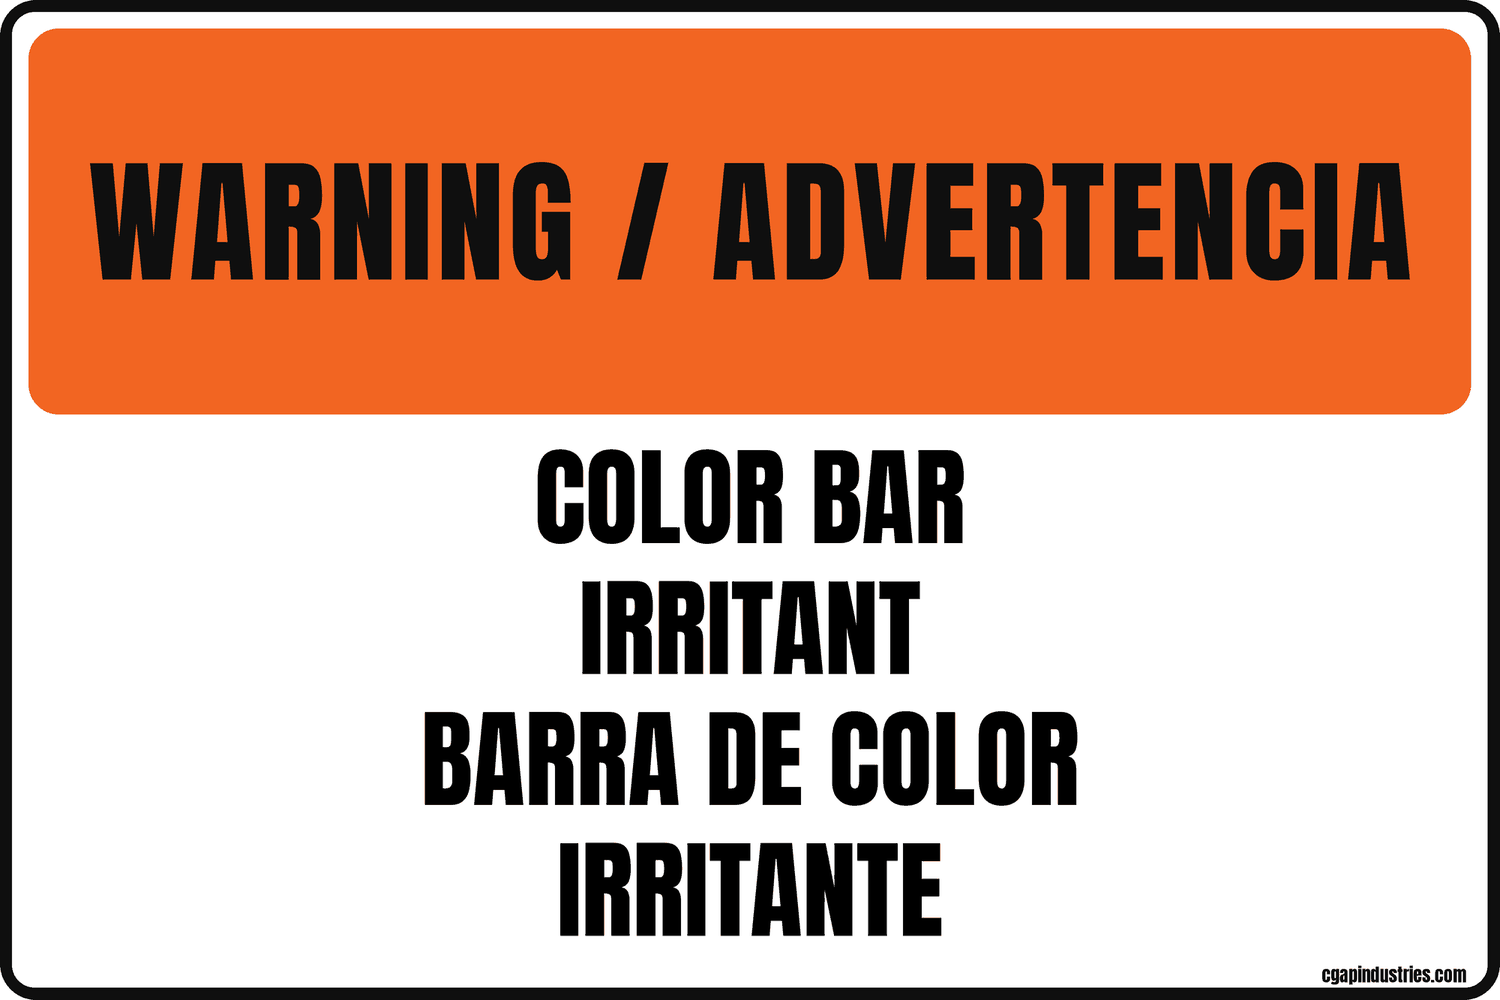 WARNING / ADVERTENCIA
COLOR BAR
IRRITANT
BARRA DE COLOR
IRRITANTE
cgapindustries.com